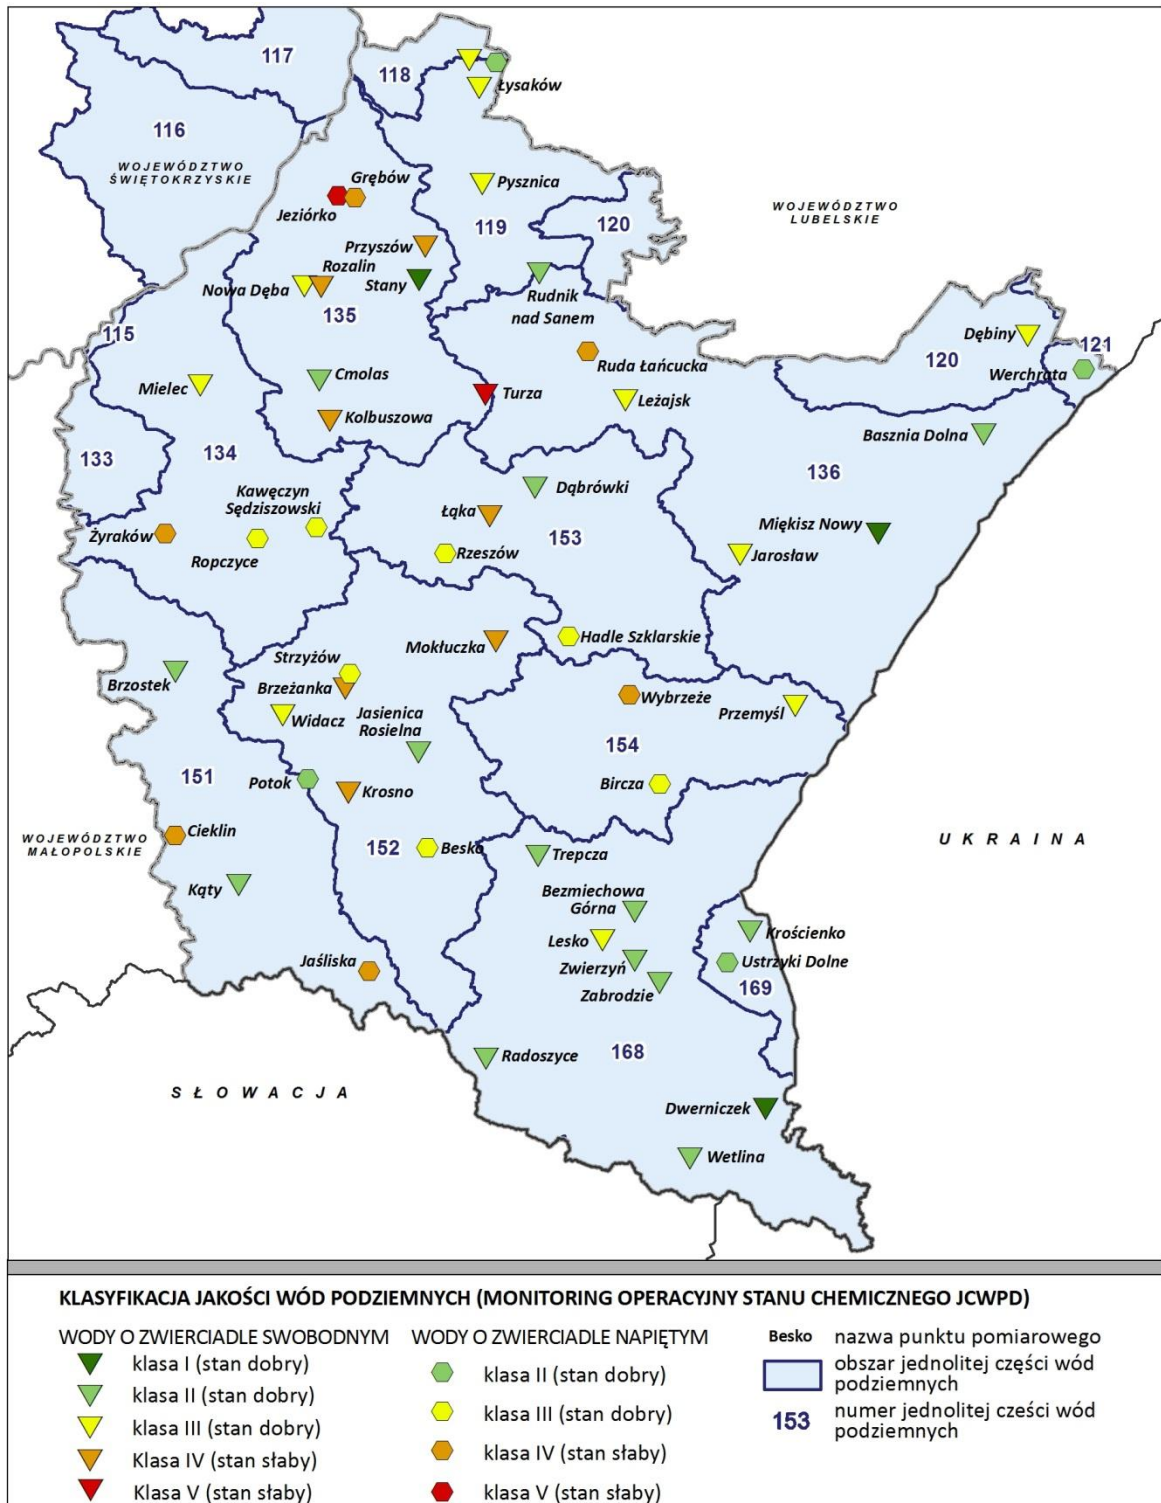 117
118
Łysaków
116
WOJEWÓDZTWO
ŚWIĘTOKRZYSKIE
Grębów
Jeziórko
Pysznica
WOJEWÓDZTWO
LUBELSKIE
119
120
Przyszów
Rozalin
Nowa Dęba
Stany
Rudnik
nad Sanem
135
115
Dębiny
121
120
Werchrata
Ruda Łańcucka
Mielec
Cmolas
Turza
Leżajsk
Kolbuszowa
Basznia Dolna
133
134
136
Kawęczyn
Sędziszowski
Dąbrówki
Łąka
Miękisz Nowy
Żyraków
153
Ropczyce
Rzeszów
Jarosław
Mokłuczka
Hadle Szklarskie
Strzyżów
Brzostek
Brzeżanka
Wybrzeże
Widacz
Jasienica
Rosielna
Przemyśl
154
151
Potok
Krosno
Bircza
Cieklin
WOJEWÓDZTWO
MAŁOPOLSKIE
152
Besko
UKRAINA
Trepcza
Kąty
Bezmiechowa
Górna
Krościenko
Lesko
Jaśliska
Zwierzyń
Ustrzyki Dolne
Zabrodzie
169
168
Radoszyce
SŁOWACJA
Dwerniczek
Wetlina
KLASYFIKACJA JAKOŚCI WÓD PODZIEMNYCH (MONITORING OPERACYJNY STANU CHEMICZNEGO JCWPD)
WODY O ZWIERCIADLE SWOBODNYM
klasa I (stan dobry)
klasa II (stan dobry)
klasa III (stan dobry)
Klasa IV (stan słaby)
Klasa V (stan słaby)
WODY O ZWIERCIADLE NAPIĘTYM
klasa II (stan dobry)
klasa III (stan dobry)
klasa IV (stan słaby)
klasa V (stan słaby)
Besko nazwa punktu pomiarowego
obszar jednolitej części wód
podziemnych
153 numer jednolitej cześci wód
podziemnych